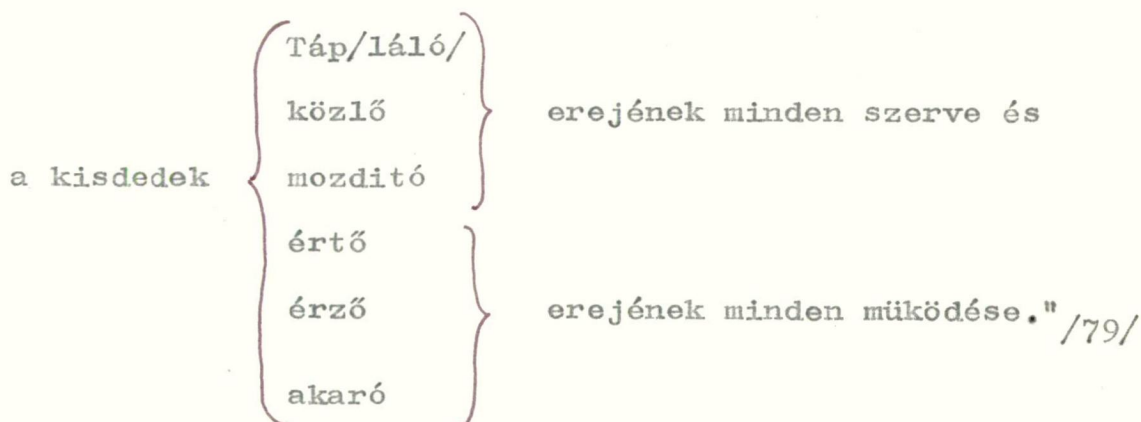 Táp/láló/
közlő erejének minden szerve és
a kisdedek mozditó
értő
érző erejének minden müködése." /79/
akaró